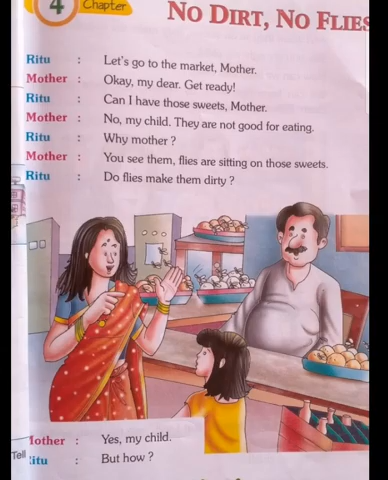 4 Chapter
NO DIRT, NO FLIES
Ritu : Let's go to the market, Mother.
Mother : Okay, my dear. Get ready!
Ritu : Can I have those sweets, Mother.
Mother : No, my child. They are not good for eating.
Ritu : Why mother ?
Mother : You see them, flies are sitting on those sweets.
Ritu : Do flies make them dirty ?
Mother : Yes, my child.
Tell
Ritu : But how ?